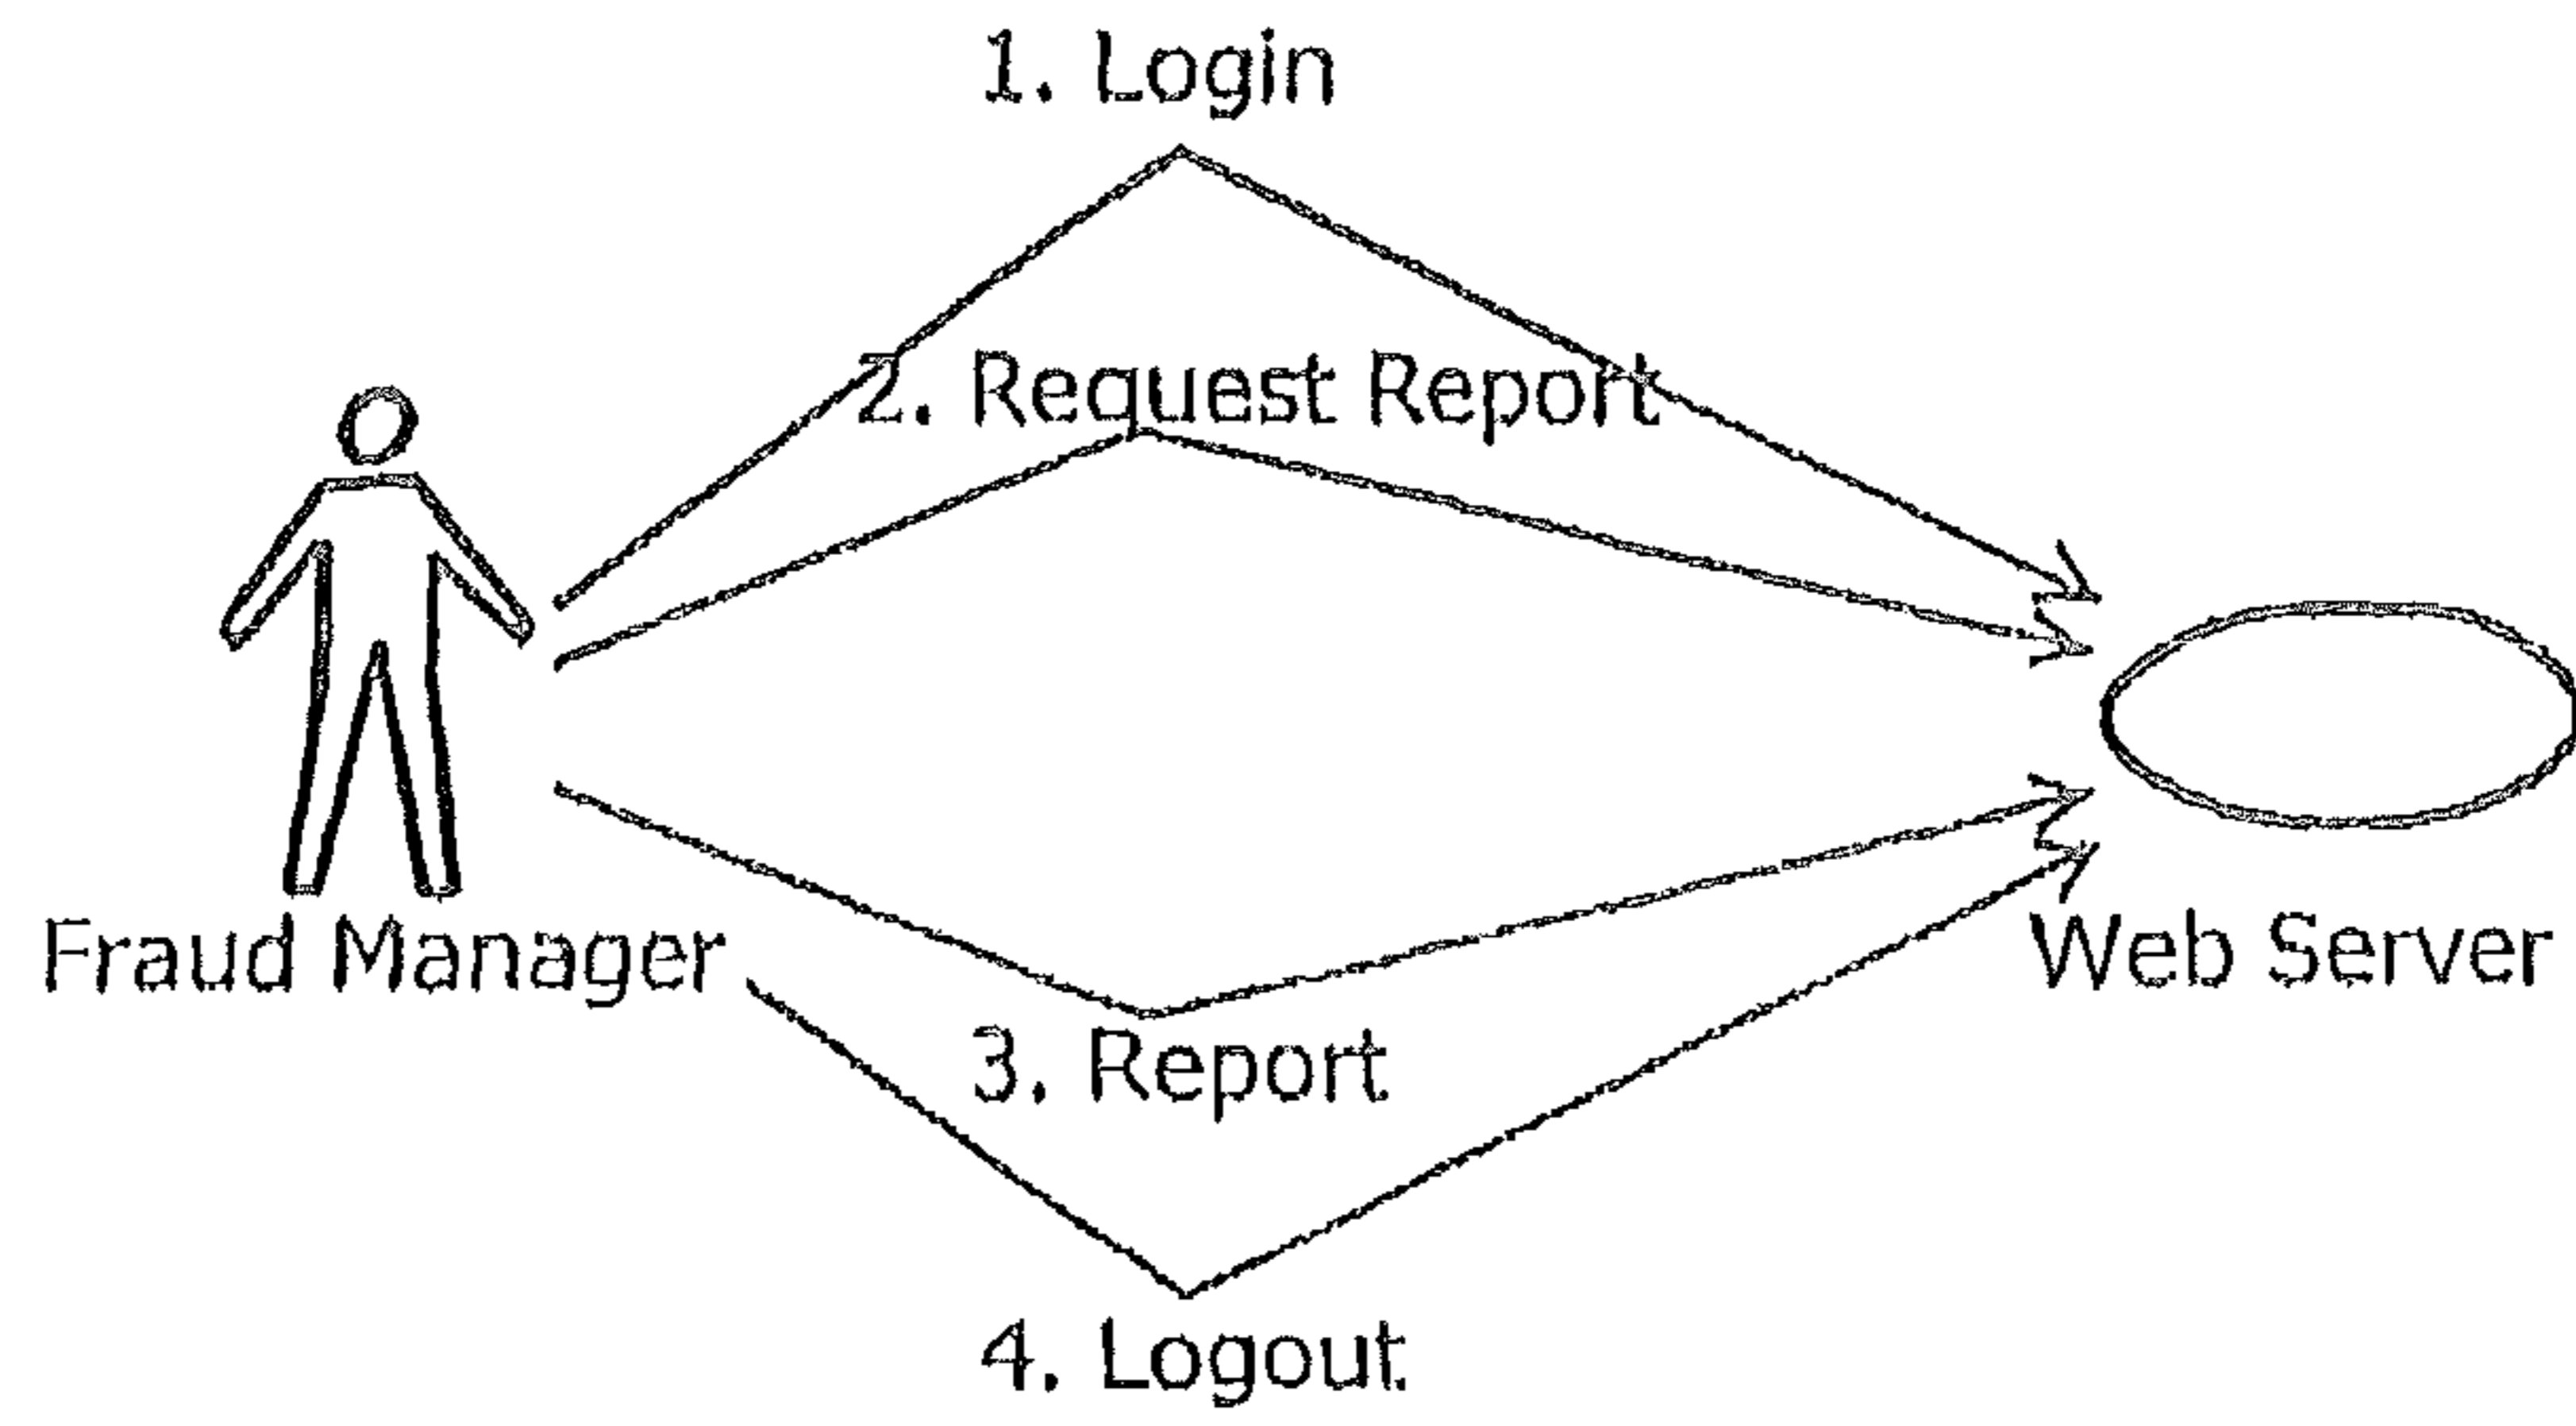 1. Login
2. Request Report
Fraud Manager
Web Server
3. Report
4. Logout